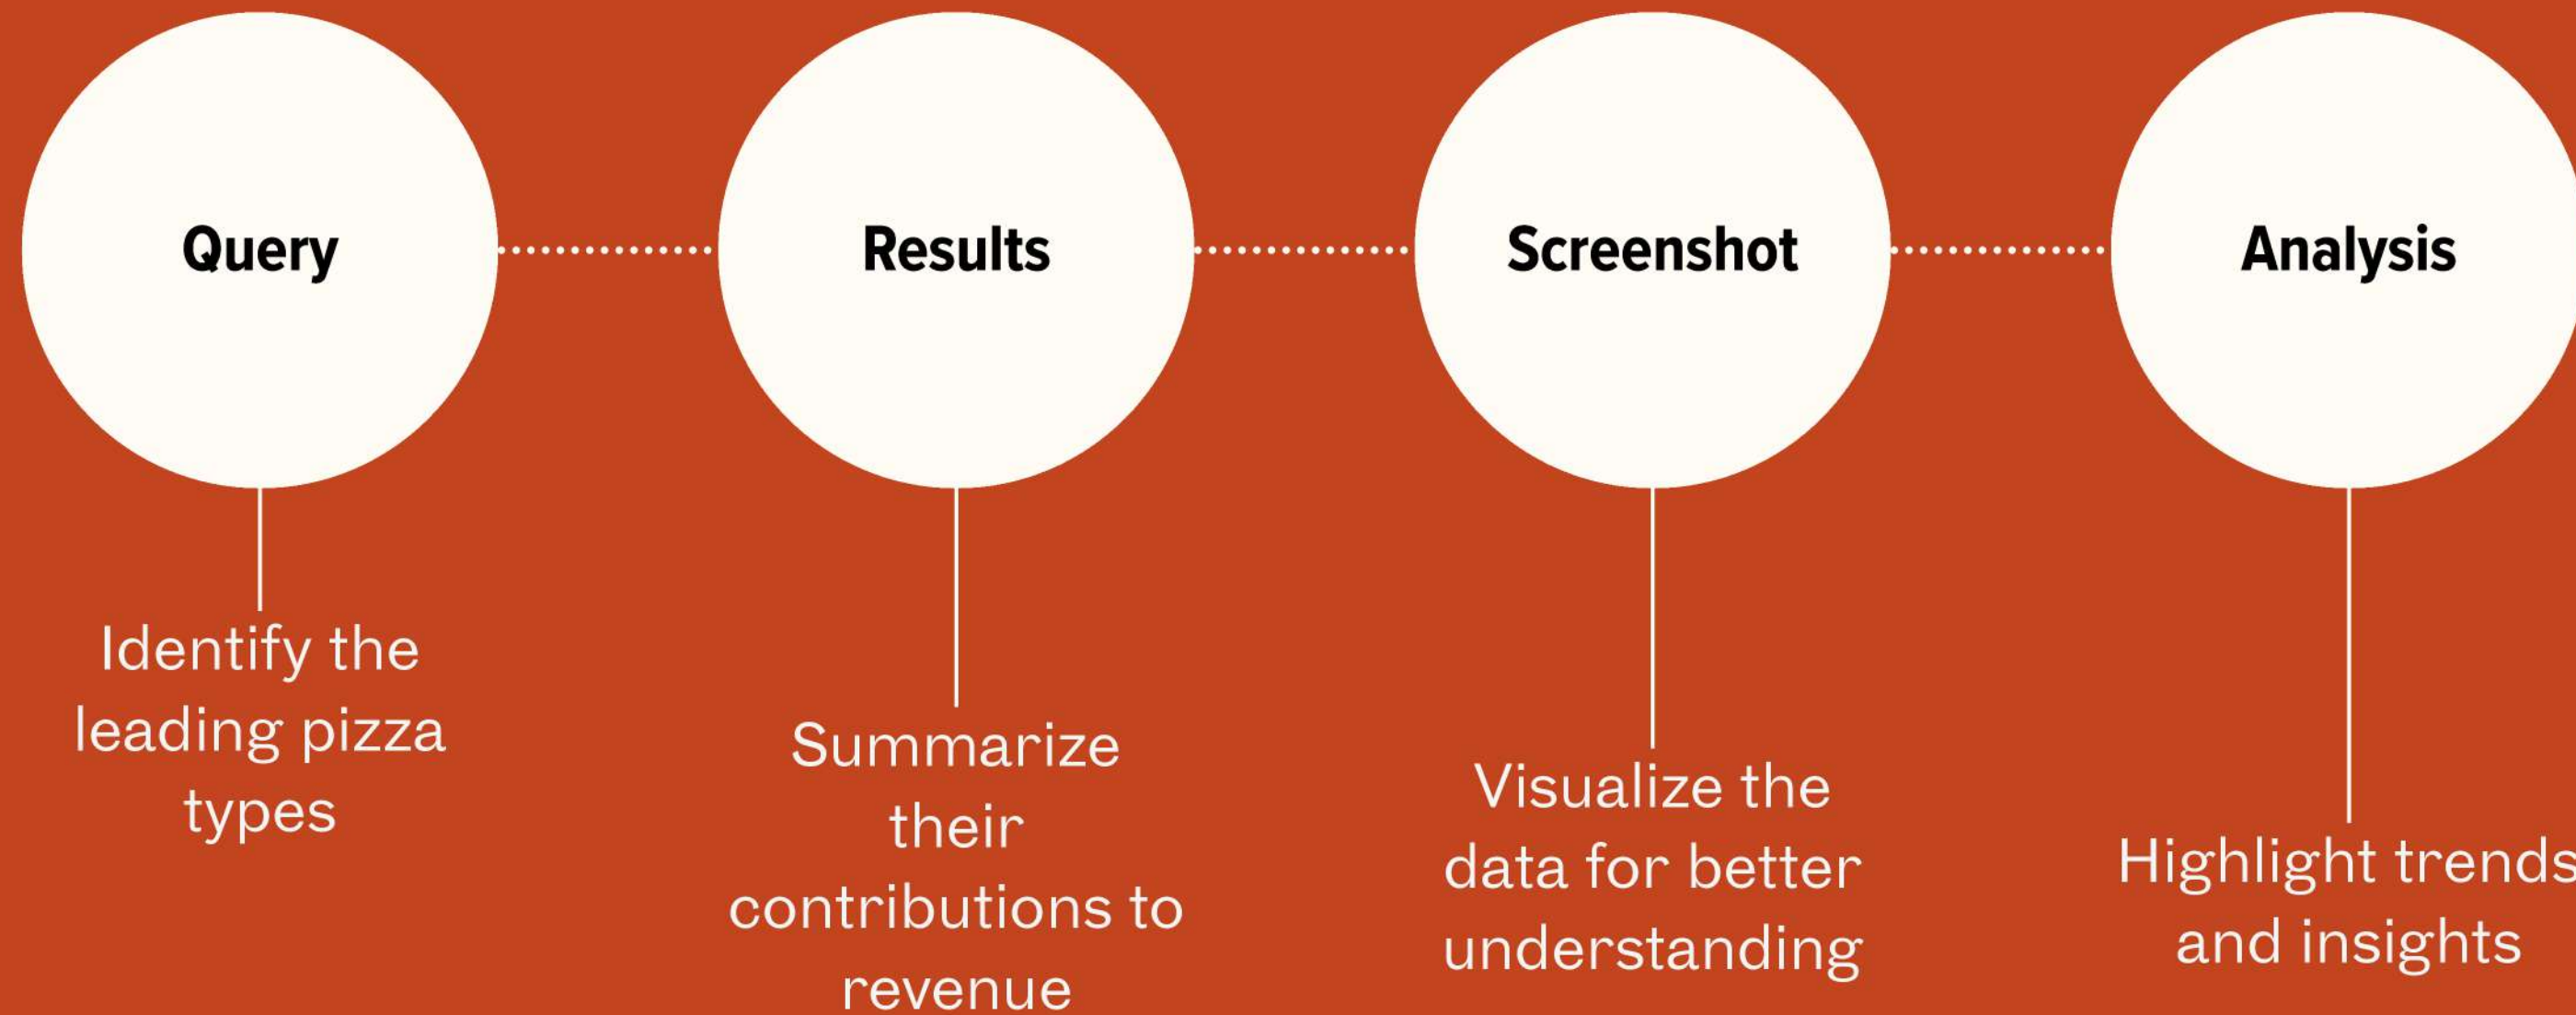 Query
Results
Screenshot
Analysis
Identify the
leading pizza
types
Summarize
their
contributions to
revenue
Visualize the
data for better
understanding
Highlight trends
and insights